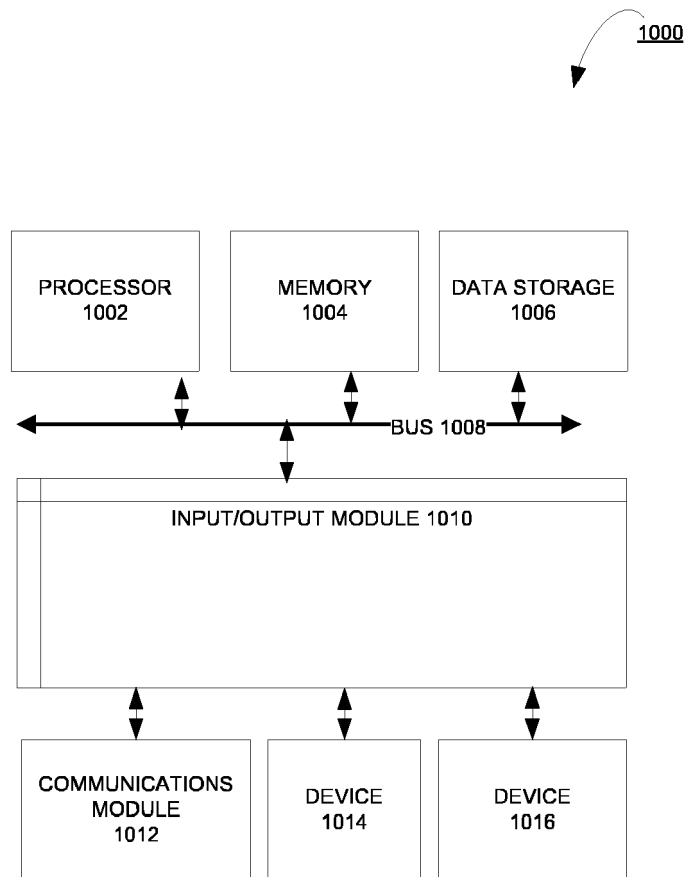 1000
PROCESSOR
1002
MEMORY
1004
DATA STORAGE
1006
BUS 1008
INPUT/OUTPUT MODULE 1010
COMMUNICATIONS
MODULE
1012
DEVICE
1014
DEVICE
1016